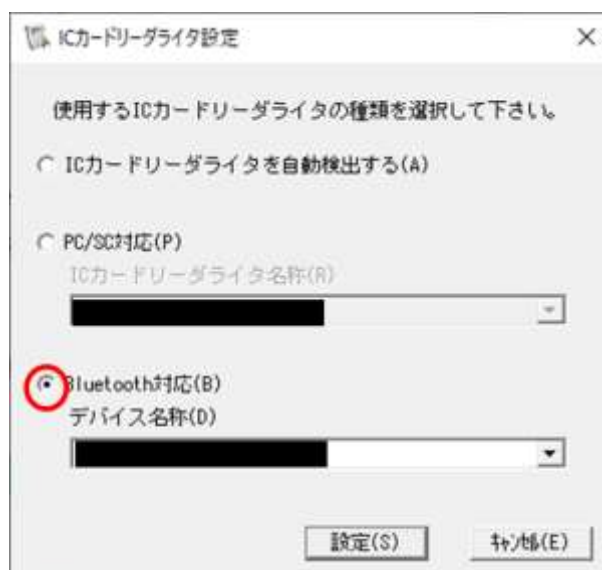 ICカードリーダライタ設定
使用するICカードリーダライタの種類を選択して下さい。
ICカードリーダライタを自動検出する(A)
PC/SC対応(P)
ICカードリーダライタ名称(R)
Bluetooth対応(B)
デバイス名称(D)
設定(S) ｷｬﾝｾﾙ(E)